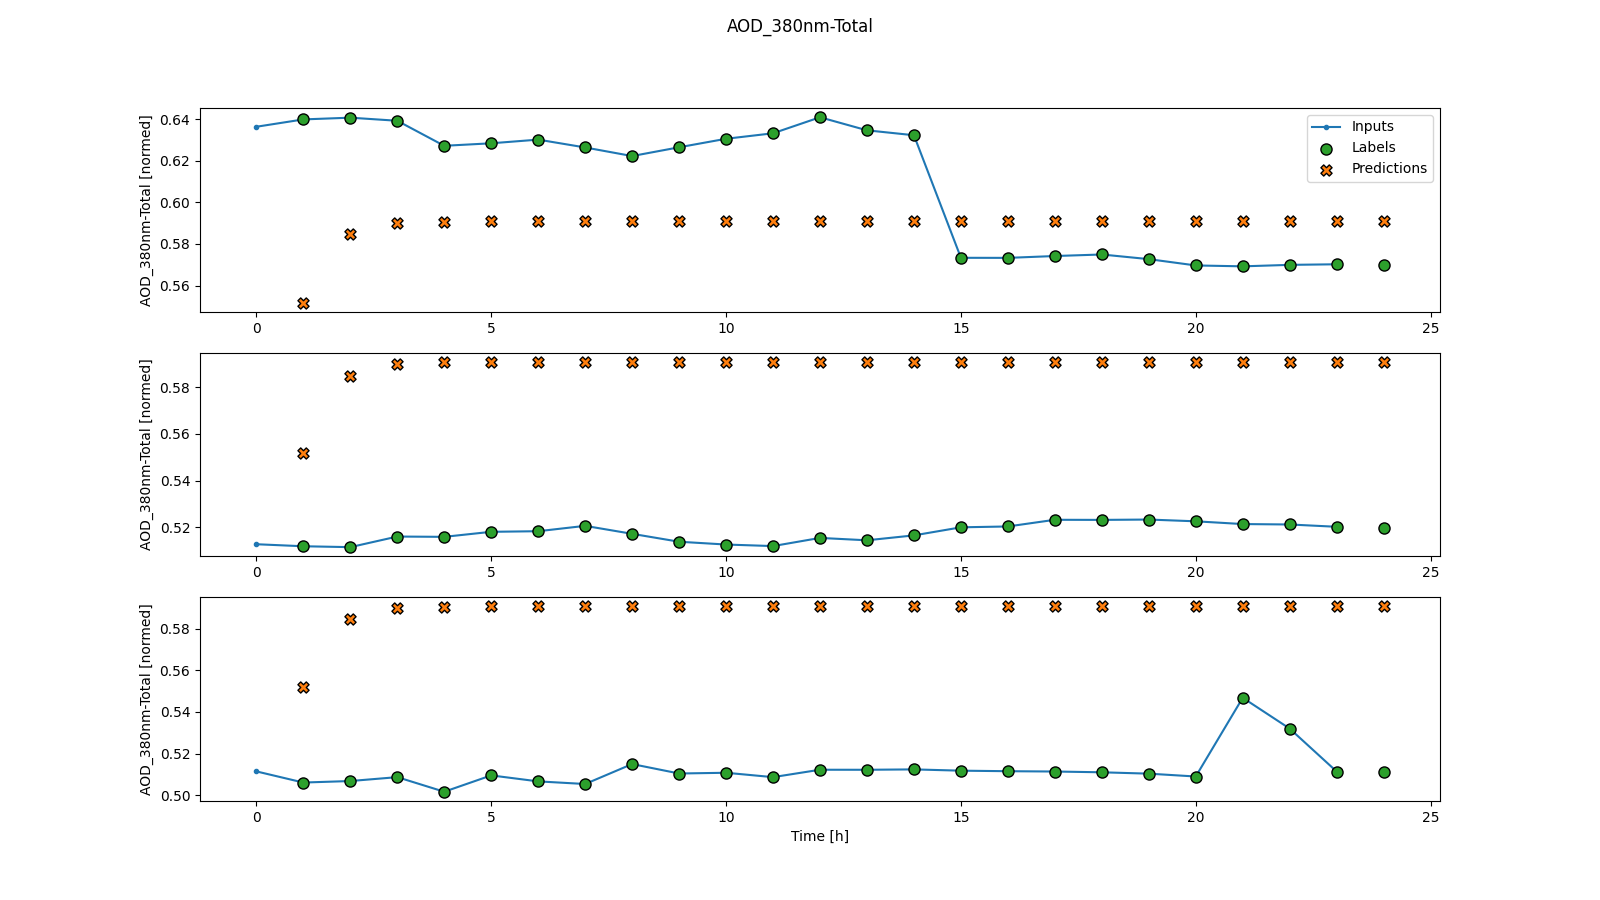 AOD_380nm-Total
AOD_380nm-Total [normed]
0.64
0.62
0.60
0.58
0.56
0 5 10 15 20 25
Inputs
Labels
Predictions
AOD_380nm-Total [normed]
0.58
0.56
0.54
0.52
0 5 10 15 20 25
AOD_380nm-Total [normed]
0.58
0.56
0.54
0.52
0.50
0 5 10 15 20 25
Time [h]